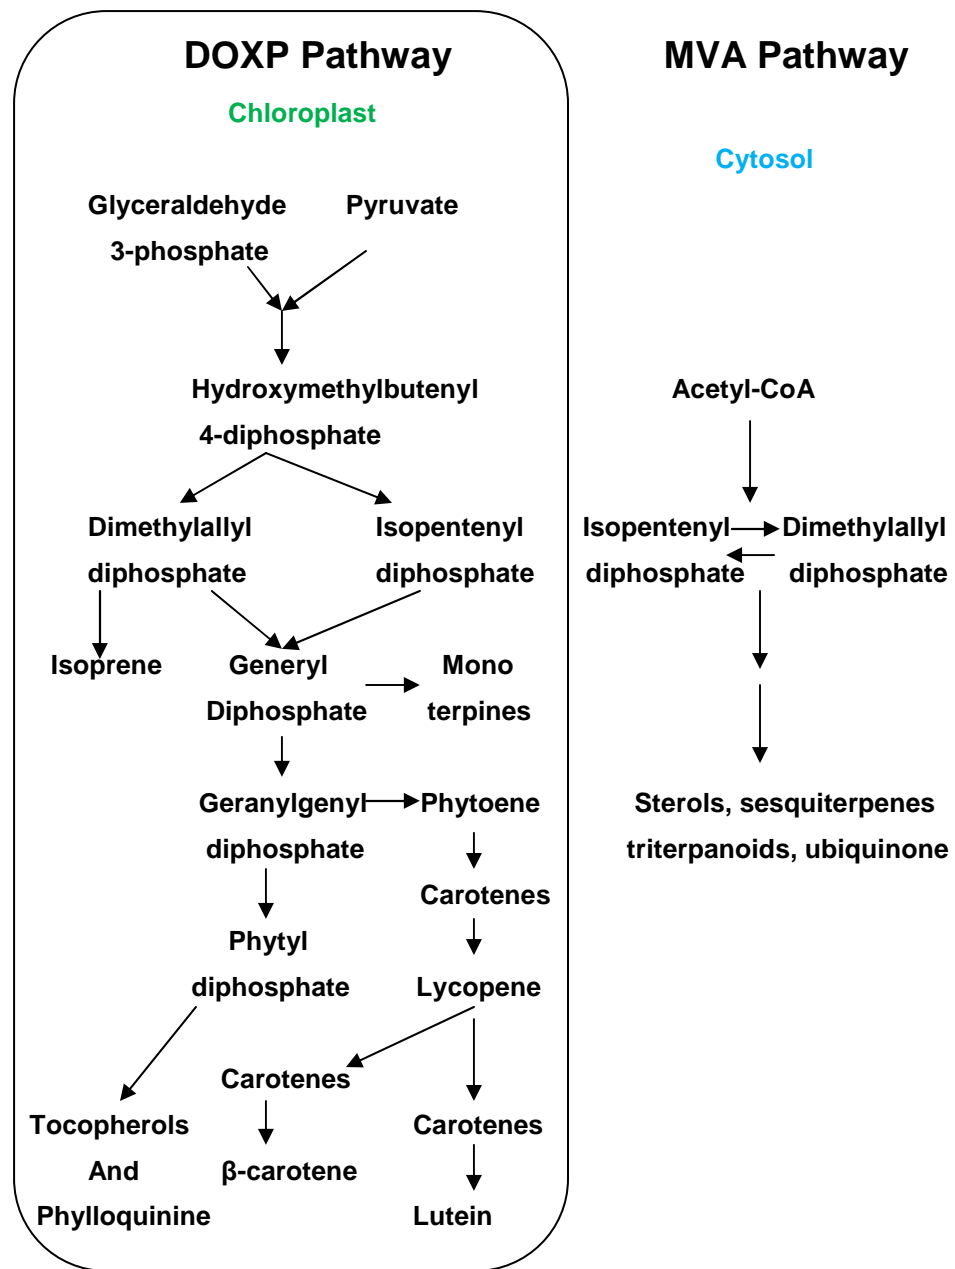 DOXP Pathway
Chloroplast
Glyceraldehyde
3-phosphate
Pyruvate
Hydroxymethylbutenyl
4-diphosphate
Dimethylallyl
diphosphate
Isopentenyl
diphosphate
Isoprene
Generyl
Diphosphate
Mono
terpines
Geranylgenyl
diphosphate
Phytoene
Carotenes
Phytyl
diphosphate
Lycopene
Carotenes
Tocopherols
And
Phylloquinine
β-carotene
Carotenes
Lutein
MVA Pathway
Cytosol
Acetyl-CoA
Isopentenyl
diphosphate
Dimethylallyl
diphosphate
Sterols, sesquiterpenes
triterpanoids, ubiquinone